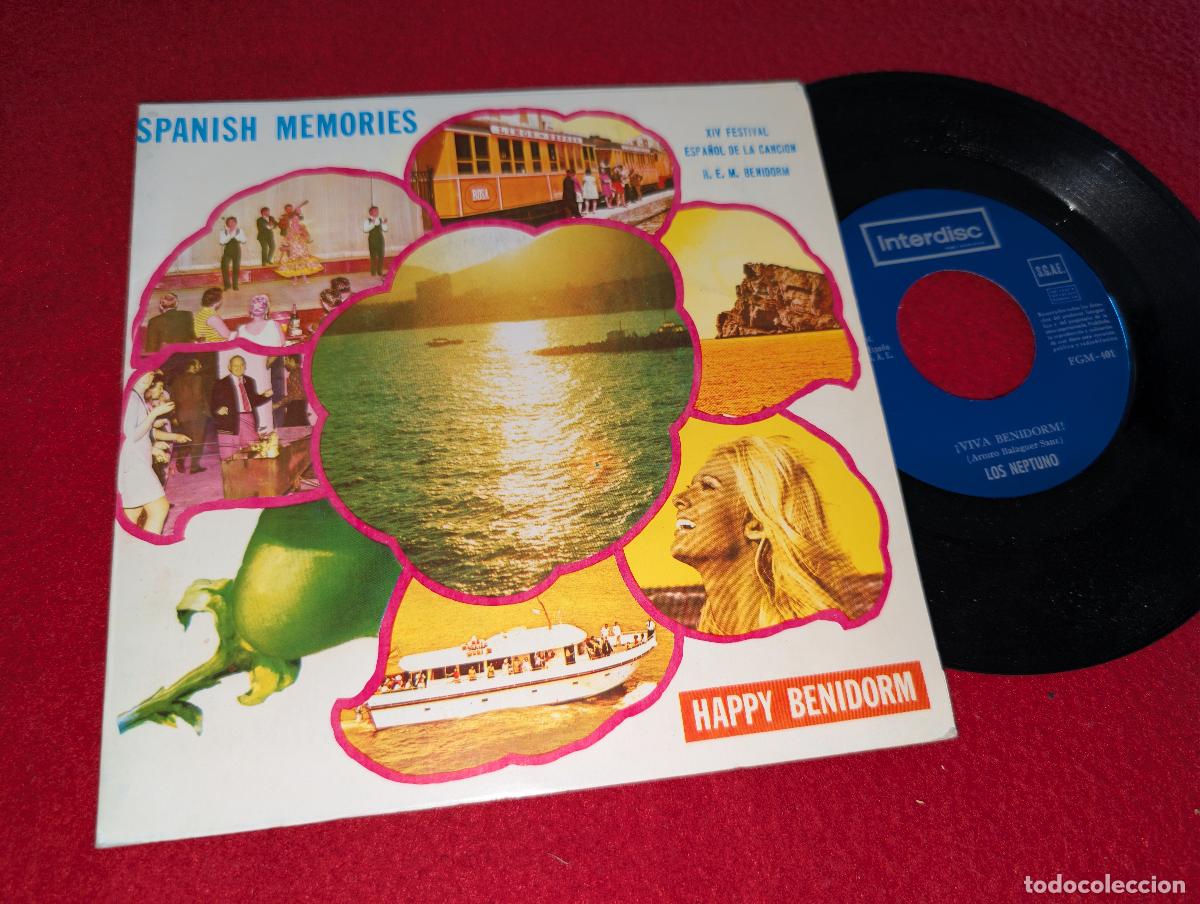 SPANISH MEMORIES
XIV FESTIVAL
ESPAÑOL DE LA CANCION
R. E. M. BENIDORM
HAPPY BENIDORM
Interdisc
S.G.A.E.
FGM-401
¡VIVA BENIDORM!
(Arturo Balaguer Sanz)
LOS NEPTUNO
todocoleccion